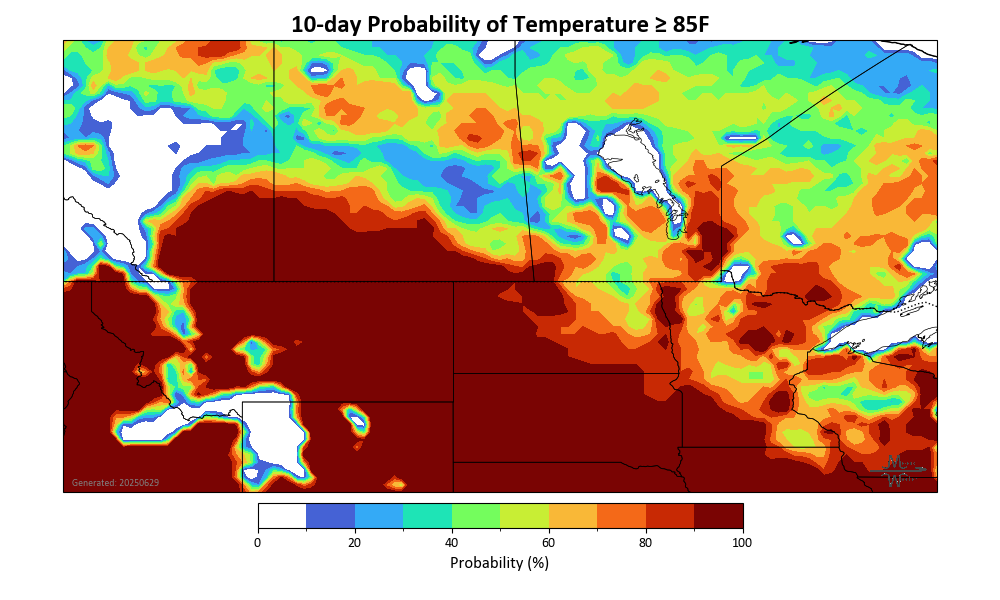 10-day Probability of Temperature ≥ 85F
Generated: 20250629
0 20 40 60 80 100
Probability (%)